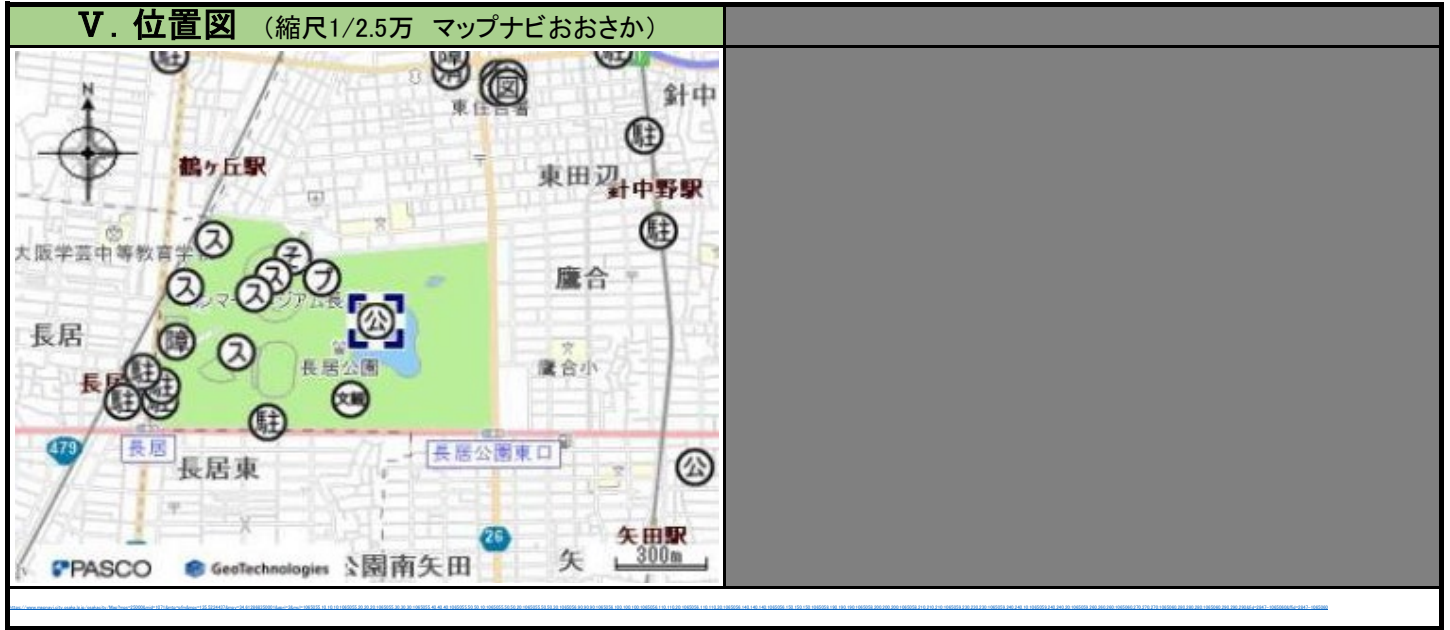 Ⅴ. 位置図 （縮尺1/2.5万 マップナビおおさか）
駐
障
消
図
駐
東住吉署
針中
N
駐
鶴ヶ丘駅
東田辺
針中野駅
駐
ス
大阪学芸中等教育学
子
ス
プ
ス
ス
鷹合
公
長居
障
ス
長居公園
鷹合小
駐
駐
駐
駐
文観
駐
479
長居
長居公園東口
長居東
公
26
矢田駅
300m
PASCO
GeoTechnologies
公園南矢田
矢